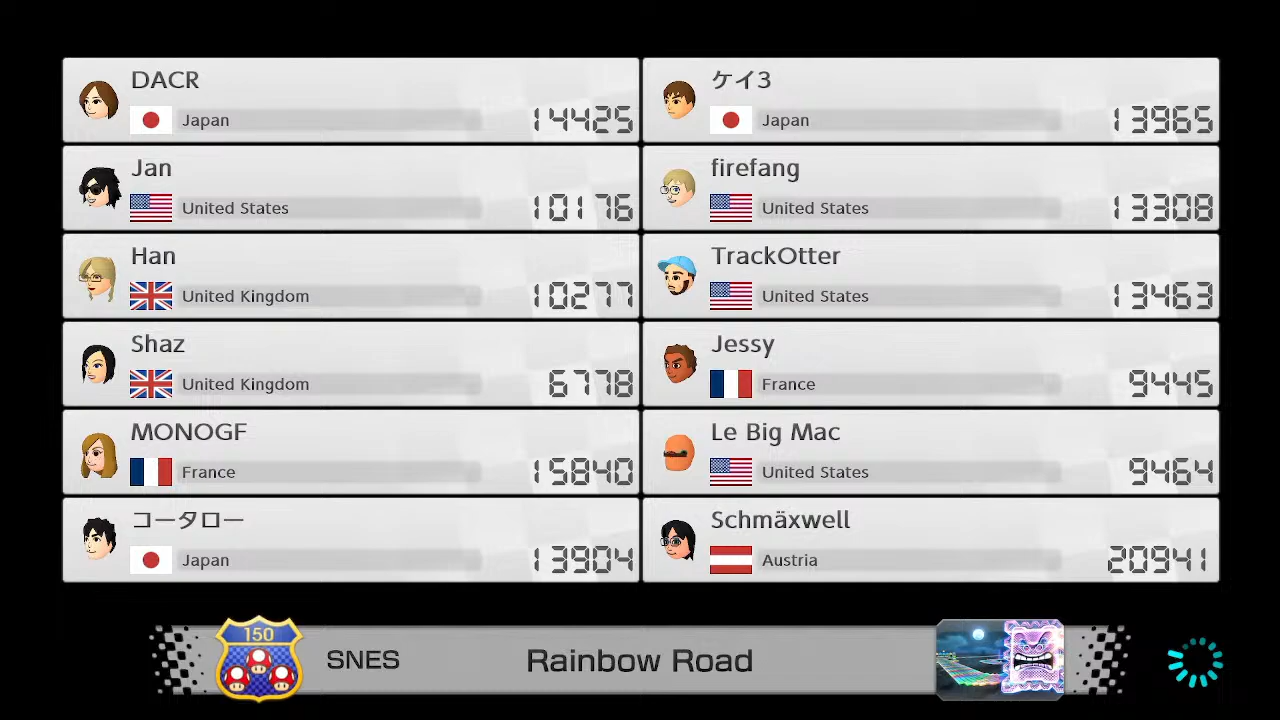 DACR
Japan 14425
ケイ3
Japan 13965
Jan
United States 10176
firefang
United States 13308
Han
United Kingdom 10277
TrackOtter
United States 13463
Shaz
United Kingdom 6778
Jessy
France 9445
MONOGF
France 15840
Le Big Mac
United States 9464
コータロー
Japan 13904
Schmäxwell
Austria 20941
150 SNES Rainbow Road